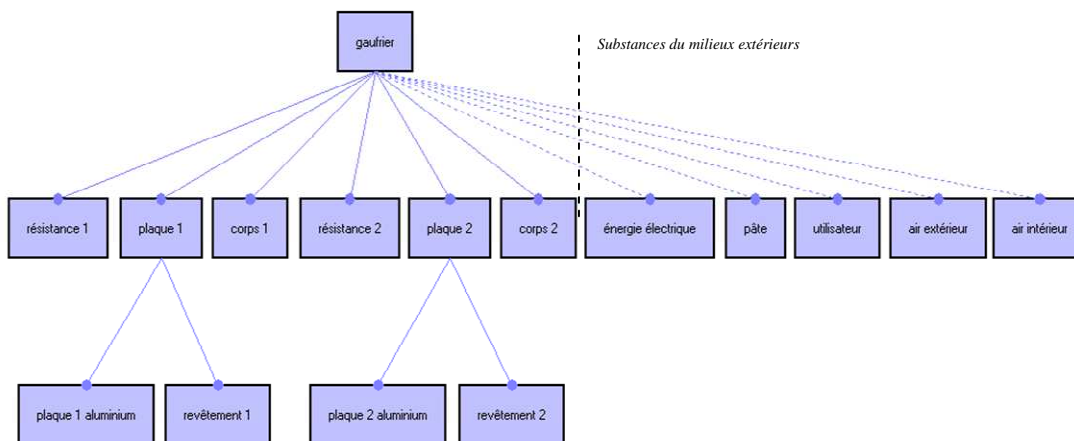 gaufrier
Substances du milieux extérieurs
résistance 1
plaque 1
corps 1
résistance 2
plaque 2
corps 2
énergie électrique
pâte
utilisateur
air extérieur
air intérieur
plaque 1 aluminium
revêtement 1
plaque 2 aluminium
revêtement 2